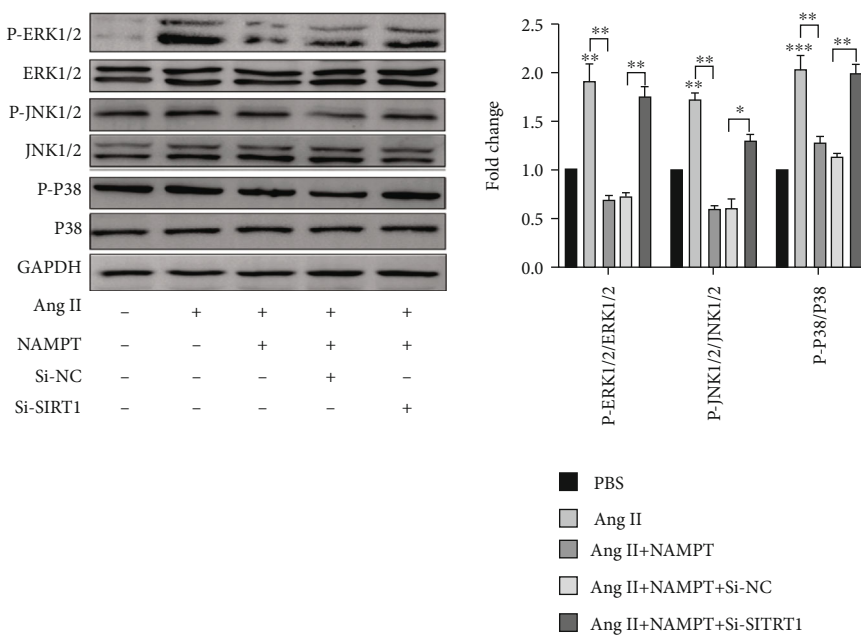 P-ERK1/2
ERK1/2
P-JNK1/2
JNK1/2
P-P38
P38
GAPDH
Ang II – + + + +
NAMPT – – + + +
Si-NC – – – + –
Si-SIRT1 – – – – +
Fold change
2.5
2.0
1.5
1.0
0.5
0.0
** ** **
** ** *
*** ** **
P-ERK1/2/ERK1/2
P-JNK1/2/JNK1/2
P-P38/P38
PBS
Ang II
Ang II+NAMPT
Ang II+NAMPT+Si-NC
Ang II+NAMPT+Si-SITRT1